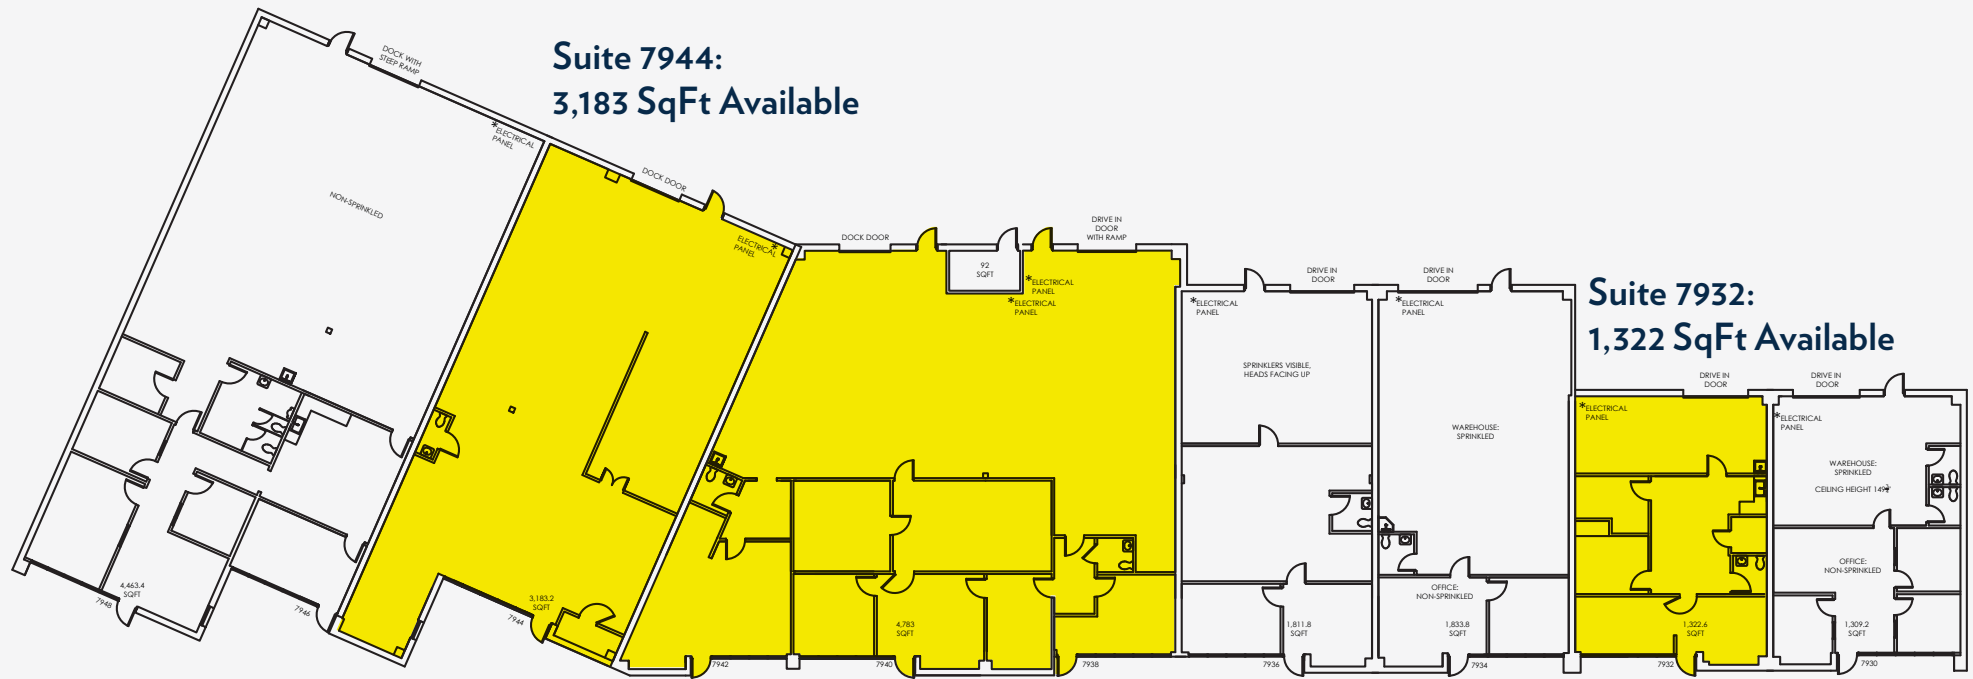 Suite 7944:
3,183 SqFt Available
DOCK WITH
STEEP RAMP
*ELECTRICAL
PANEL
NON-SPRINKLED
4,463.4
SQFT
7948
7946
DOCK DOOR
ELECTRICAL*
PANEL
3,183.2
SQFT
7944
DOCK DOOR
92
SQFT
DRIVE IN
DOOR
WITH RAMP
*ELECTRICAL
PANEL
*ELECTRICAL
PANEL
4,783
SQFT
7942
7940
7938
DRIVE IN
DOOR
*ELECTRICAL
PANEL
SPRINKLERS VISIBLE,
HEADS FACING UP
1,811.8
SQFT
7936
DRIVE IN
DOOR
*ELECTRICAL
PANEL
WAREHOUSE:
SPRINKLED
OFFICE:
NON-SPRINKLED
1,833.8
SQFT
7934
Suite 7932:
1,322 SqFt Available
DRIVE IN
DOOR
*ELECTRICAL
PANEL
1,322.6
SQFT
7932
DRIVE IN
DOOR
*ELECTRICAL
PANEL
WAREHOUSE:
SPRINKLED
CEILING HEIGHT
OFFICE:
NON-SPRINKLED
1,309.2
SQFT
7930